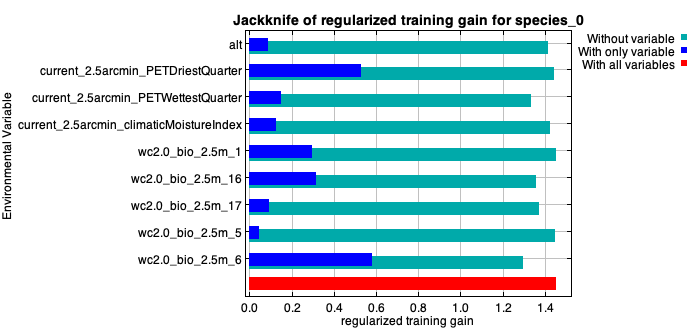 Jackknife of regularized training gain for species_0
Without variable
With only variable
With all variables
Environmental Variable
alt
current_2.5arcmin_PETDriestQuarter
current_2.5arcmin_PETWettestQuarter
current_2.5arcmin_climaticMoistureIndex
wc2.0_bio_2.5m_1
wc2.0_bio_2.5m_16
wc2.0_bio_2.5m_17
wc2.0_bio_2.5m_5
wc2.0_bio_2.5m_6
0.0 0.2 0.4 0.6 0.8 1.0 1.2 1.4
regularized training gain